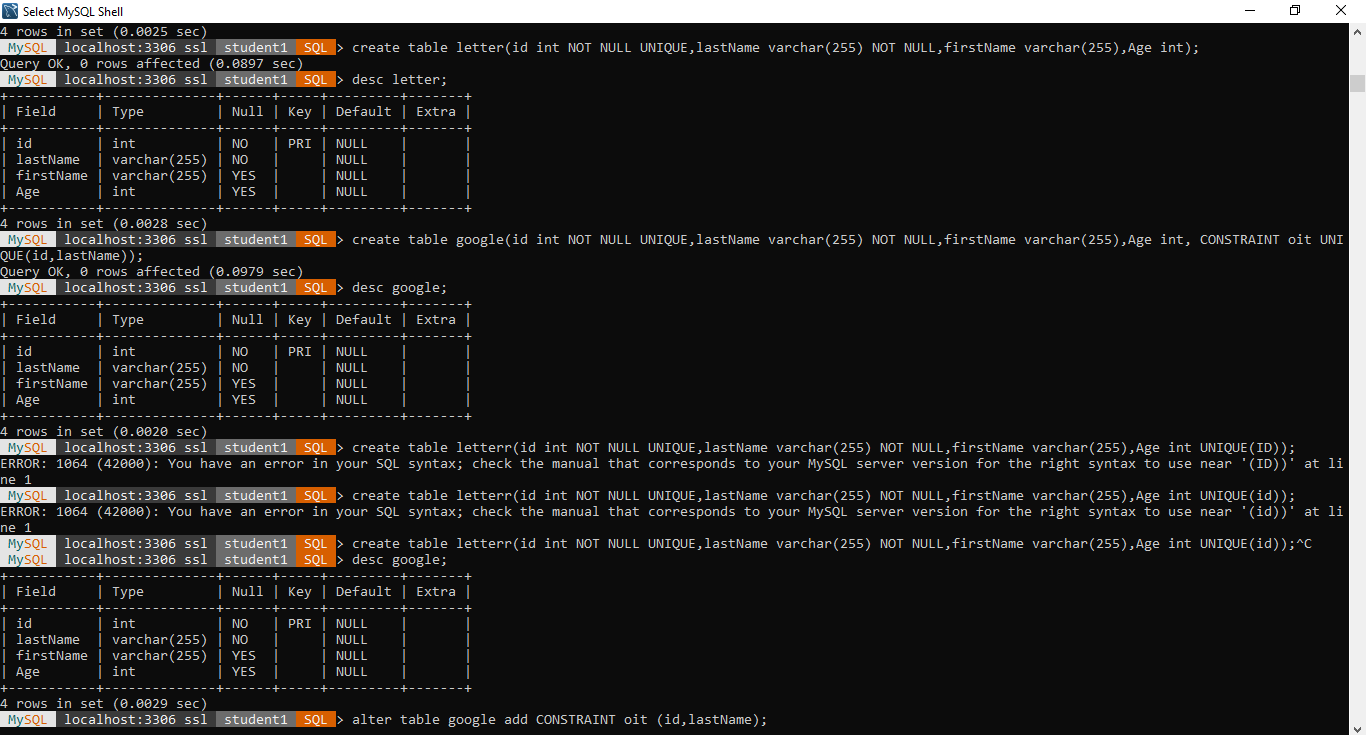 Select MySQL Shell
4 rows in set (0.0025 sec)
MySQL localhost:3306 ssl student1 SQL > create table letter(id int NOT NULL UNIQUE,lastName varchar(255) NOT NULL,firstName varchar(255),Age int);
Query OK, 0 rows affected (0.0897 sec)
MySQL localhost:3306 ssl student1 SQL > desc letter;
+-----------+--------------+------+-----+---------+-------+
| Field     | Type         | Null | Key | Default | Extra |
+-----------+--------------+------+-----+---------+-------+
| id        | int          | NO   | PRI | NULL    |       |
| lastName  | varchar(255) | NO   |     | NULL    |       |
| firstName | varchar(255) | YES  |     | NULL    |       |
| Age       | int          | YES  |     | NULL    |       |
+-----------+--------------+------+-----+---------+-------+
4 rows in set (0.0028 sec)
MySQL localhost:3306 ssl student1 SQL > create table google(id int NOT NULL UNIQUE,lastName varchar(255) NOT NULL,firstName varchar(255),Age int, CONSTRAINT oit UNI
QUE(id,lastName));
Query OK, 0 rows affected (0.0979 sec)
MySQL localhost:3306 ssl student1 SQL > desc google;
+-----------+--------------+------+-----+---------+-------+
| Field     | Type         | Null | Key | Default | Extra |
+-----------+--------------+------+-----+---------+-------+
| id        | int          | NO   | PRI | NULL    |       |
| lastName  | varchar(255) | NO   |     | NULL    |       |
| firstName | varchar(255) | YES  |     | NULL    |       |
| Age       | int          | YES  |     | NULL    |       |
+-----------+--------------+------+-----+---------+-------+
4 rows in set (0.0020 sec)
MySQL localhost:3306 ssl student1 SQL > create table letterr(id int NOT NULL UNIQUE,lastName varchar(255) NOT NULL,firstName varchar(255),Age int UNIQUE(ID));
ERROR: 1064 (42000): You have an error in your SQL syntax; check the manual that corresponds to your MySQL server version for the right syntax to use near '(ID))' at li
ne 1
MySQL localhost:3306 ssl student1 SQL > create table letterr(id int NOT NULL UNIQUE,lastName varchar(255) NOT NULL,firstName varchar(255),Age int UNIQUE(id));
ERROR: 1064 (42000): You have an error in your SQL syntax; check the manual that corresponds to your MySQL server version for the right syntax to use near '(id))' at li
ne 1
MySQL localhost:3306 ssl student1 SQL > create table letterr(id int NOT NULL UNIQUE,lastName varchar(255) NOT NULL,firstName varchar(255),Age int UNIQUE(id));^C
MySQL localhost:3306 ssl student1 SQL > desc google;
+-----------+--------------+------+-----+---------+-------+
| Field     | Type         | Null | Key | Default | Extra |
+-----------+--------------+------+-----+---------+-------+
| id        | int          | NO   | PRI | NULL    |       |
| lastName  | varchar(255) | NO   |     | NULL    |       |
| firstName | varchar(255) | YES  |     | NULL    |       |
| Age       | int          | YES  |     | NULL    |       |
+-----------+--------------+------+-----+---------+-------+
4 rows in set (0.0029 sec)
MySQL localhost:3306 ssl student1 SQL > alter table google add CONSTRAINT oit (id,lastName);